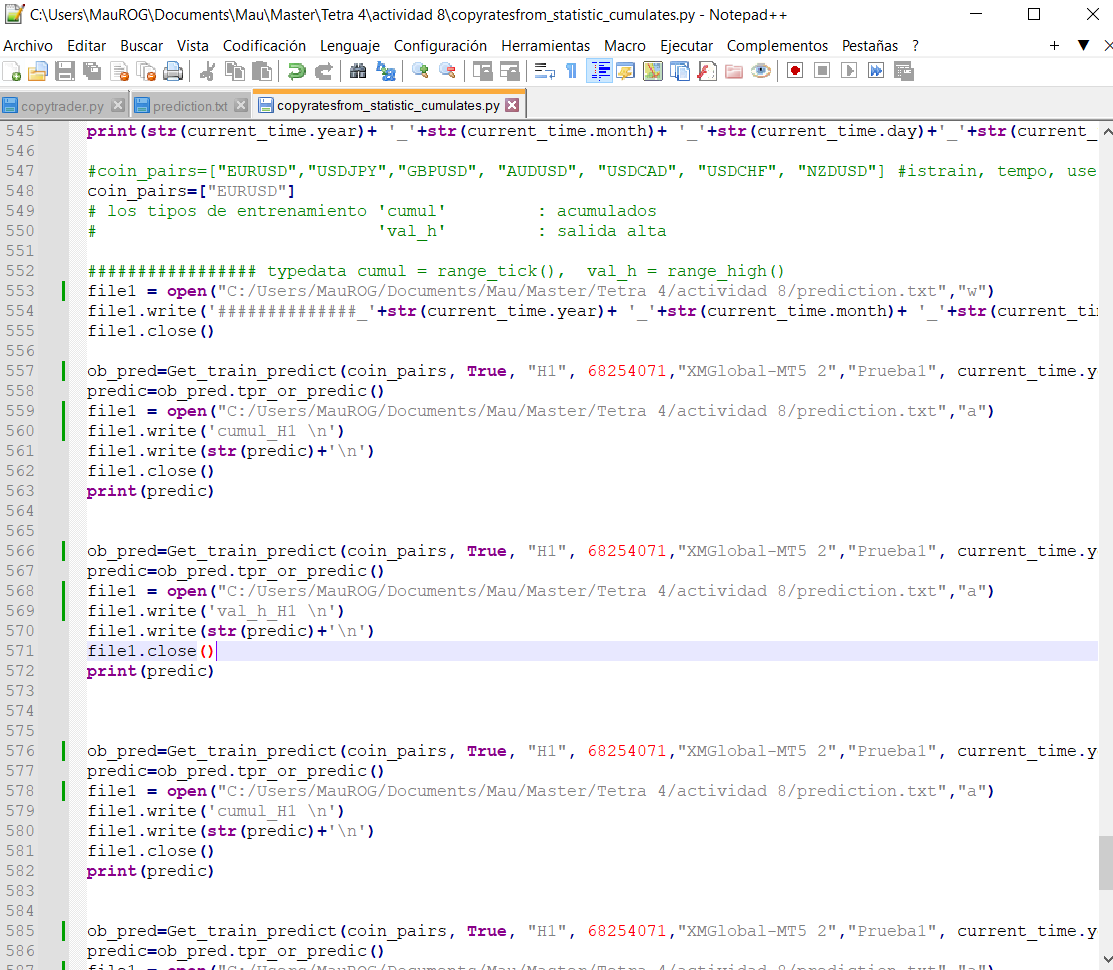 C:\Users\MauROG\Documents\Mau\Master\Tetra 4\actividad 8\copyratesfrom_statistic_cumulates.py - Notepad++
Archivo Editar Buscar Vista Codificación Lenguaje Configuración Herramientas Macro Ejecutar Complementos Pestañas ?
copytrader.py prediction.txt copyratesfrom_statistic_cumulates.py
545 print(str(current_time.year)+ '_'+str(current_time.month)+ '_'+str(current_time.day)+'_'+str(current_
546
547 #coin_pairs=["EURUSD","USDJPY","GBPUSD", "AUDUSD", "USDCAD", "USDCHF", "NZDUSD"] #istrain, tempo, use
548 coin_pairs=["EURUSD"]
549 # los tipos de entrenamiento 'cumul' : acumulados
550 # 'val_h' : salida alta
551
552 ################# typedata cumul = range_tick(), val_h = range_high()
553 file1 = open("C:/Users/MauROG/Documents/Mau/Master/Tetra 4/actividad 8/prediction.txt","w")
554 file1.write('##############_'+str(current_time.year)+ '_'+str(current_time.month)+ '_'+str(current_ti
555 file1.close()
556
557 ob_pred=Get_train_predict(coin_pairs, True, "H1", 68254071,"XMGlobal-MT5 2","Prueba1", current_time.y
558 predic=ob_pred.tpr_or_predic()
559 file1 = open("C:/Users/MauROG/Documents/Mau/Master/Tetra 4/actividad 8/prediction.txt","a")
560 file1.write('cumul_H1 \n')
561 file1.write(str(predic)+'\n')
562 file1.close()
563 print(predic)
564
565
566 ob_pred=Get_train_predict(coin_pairs, True, "H1", 68254071,"XMGlobal-MT5 2","Prueba1", current_time.y
567 predic=ob_pred.tpr_or_predic()
568 file1 = open("C:/Users/MauROG/Documents/Mau/Master/Tetra 4/actividad 8/prediction.txt","a")
569 file1.write('val_h_H1 \n')
570 file1.write(str(predic)+'\n')
571 file1.close()
572 print(predic)
573
574
575
576 ob_pred=Get_train_predict(coin_pairs, True, "H1", 68254071,"XMGlobal-MT5 2","Prueba1", current_time.y
577 predic=ob_pred.tpr_or_predic()
578 file1 = open("C:/Users/MauROG/Documents/Mau/Master/Tetra 4/actividad 8/prediction.txt","a")
579 file1.write('cumul_H1 \n')
580 file1.write(str(predic)+'\n')
581 file1.close()
582 print(predic)
583
584
585 ob_pred=Get_train_predict(coin_pairs, True, "H1", 68254071,"XMGlobal-MT5 2","Prueba1", current_time.y
586 predic=ob_pred.tpr_or_predic()